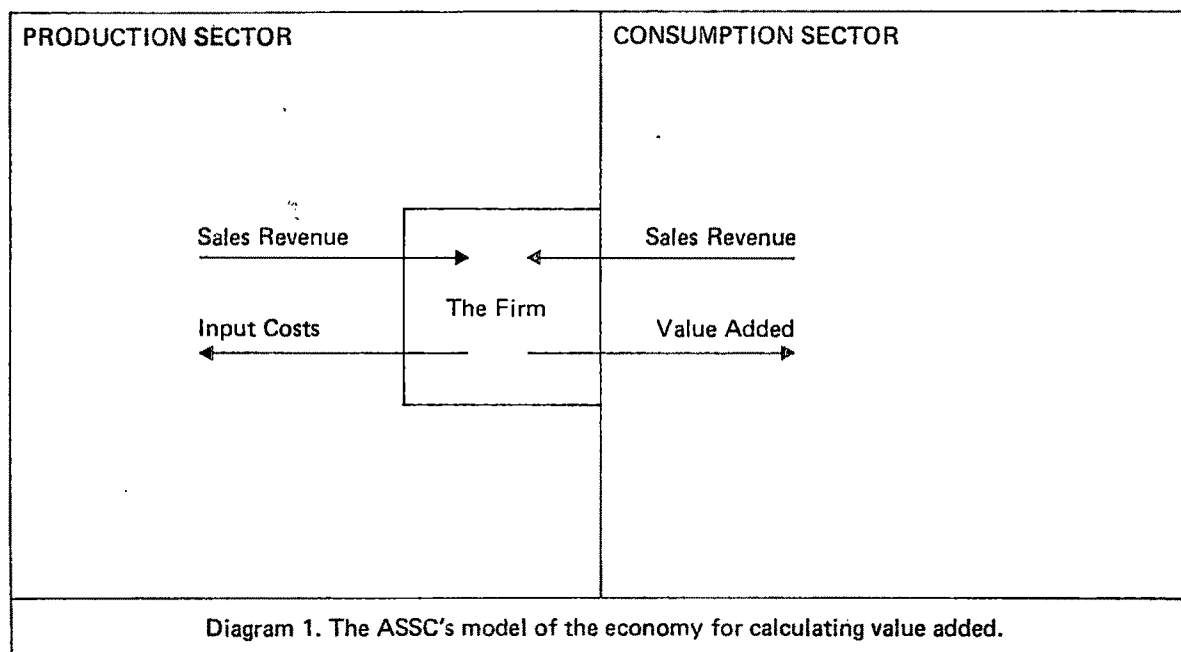 PRODUCTION SECTOR
CONSUMPTION SECTOR
Sales Revenue
Sales Revenue
The Firm
Input Costs
Value Added
Diagram 1. The ASSC's model of the economy for calculating value added.